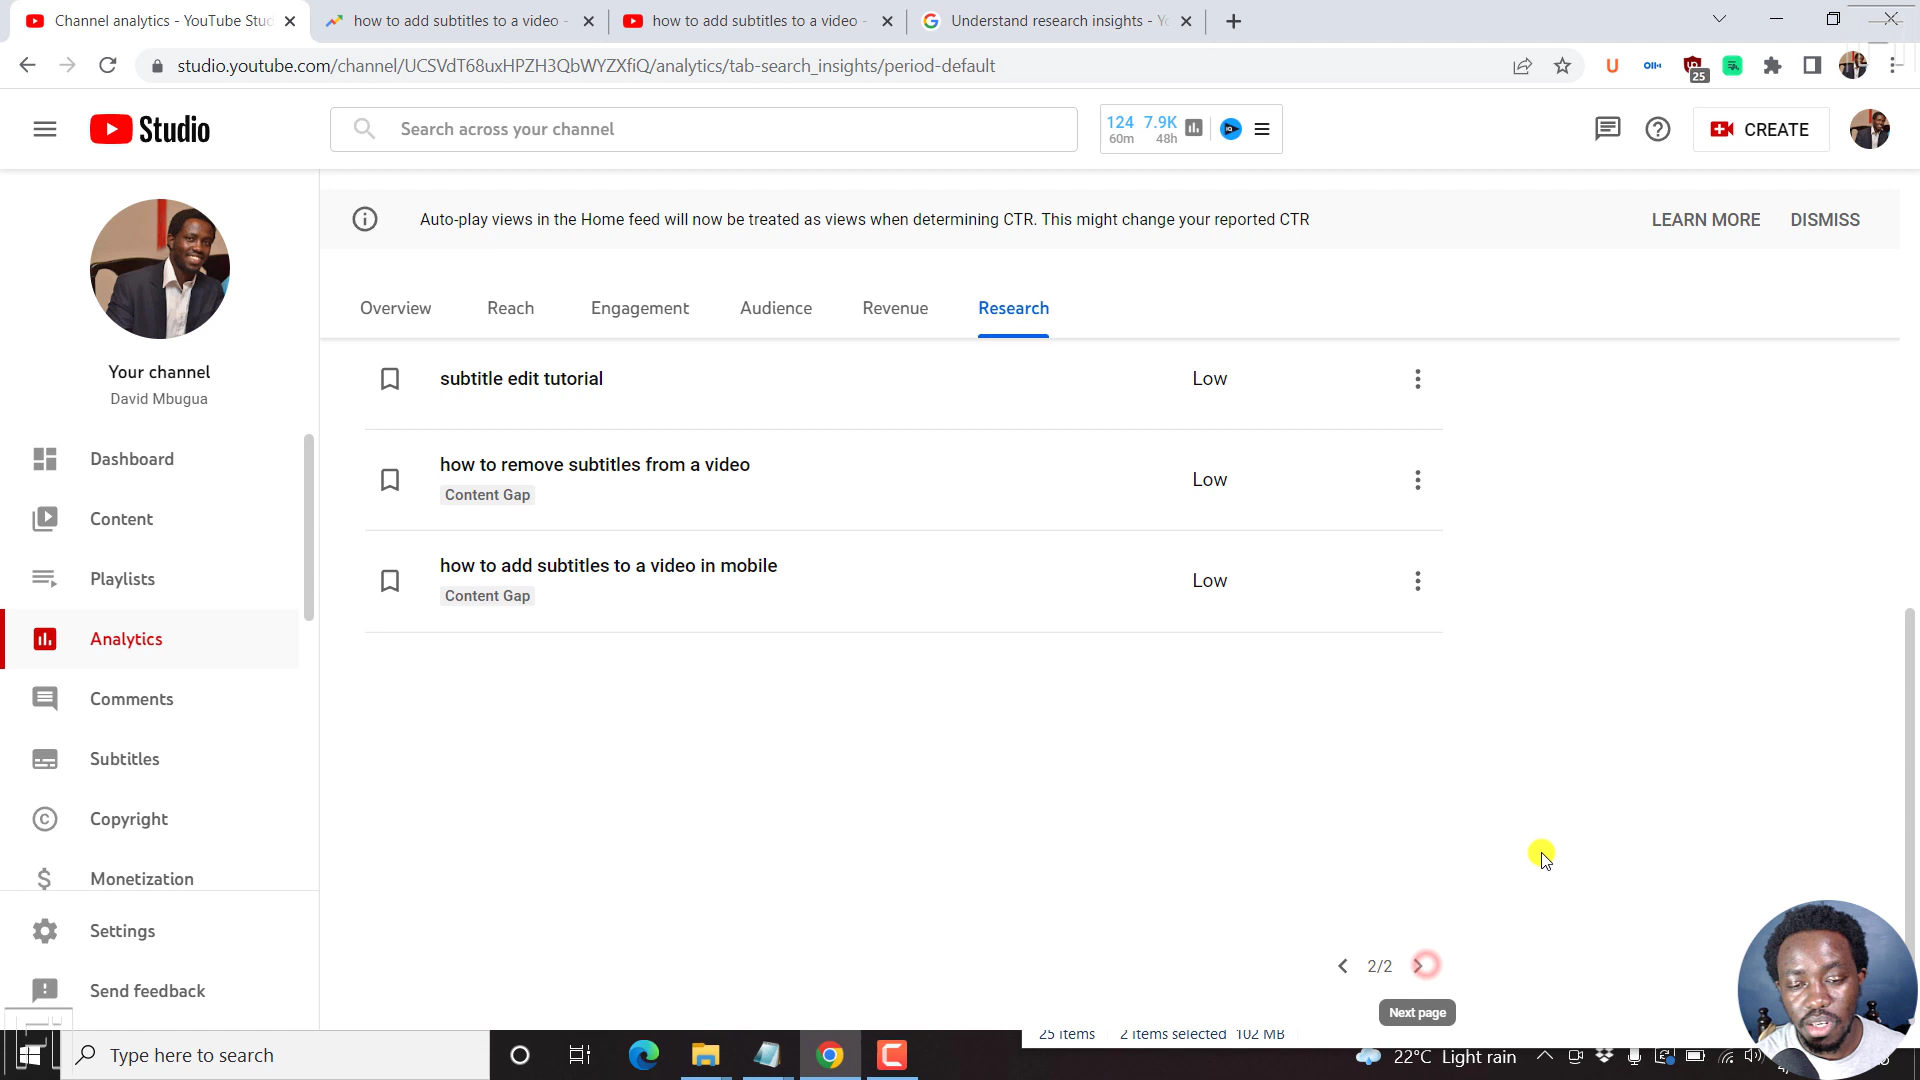 Channel analytics - YouTube Stud
how to add subtitles to a video -
how to add subtitles to a video -
Understand research insights - Yo
studio.youtube.com/channel/UCSVdT68uxHPZH3QbWYZXfiQ/analytics/tab-search_insights/period-default
25
Studio
Search across your channel
124 7.9K
60m 48h
CREATE
Auto-play views in the Home feed will now be treated as views when determining CTR. This might change your reported CTR
LEARN MORE
DISMISS
Overview
Reach
Engagement
Audience
Revenue
Research
Your channel
David Mbugua
Dashboard
Content
Playlists
Analytics
Comments
Subtitles
Copyright
Monetization
Settings
Send feedback
subtitle edit tutorial
Low
how to remove subtitles from a video
Content Gap
Low
how to add subtitles to a video in mobile
Content Gap
Low
2/2
Next page
25 items 2 items selected 102 MB
Type here to search
22°C Light rain